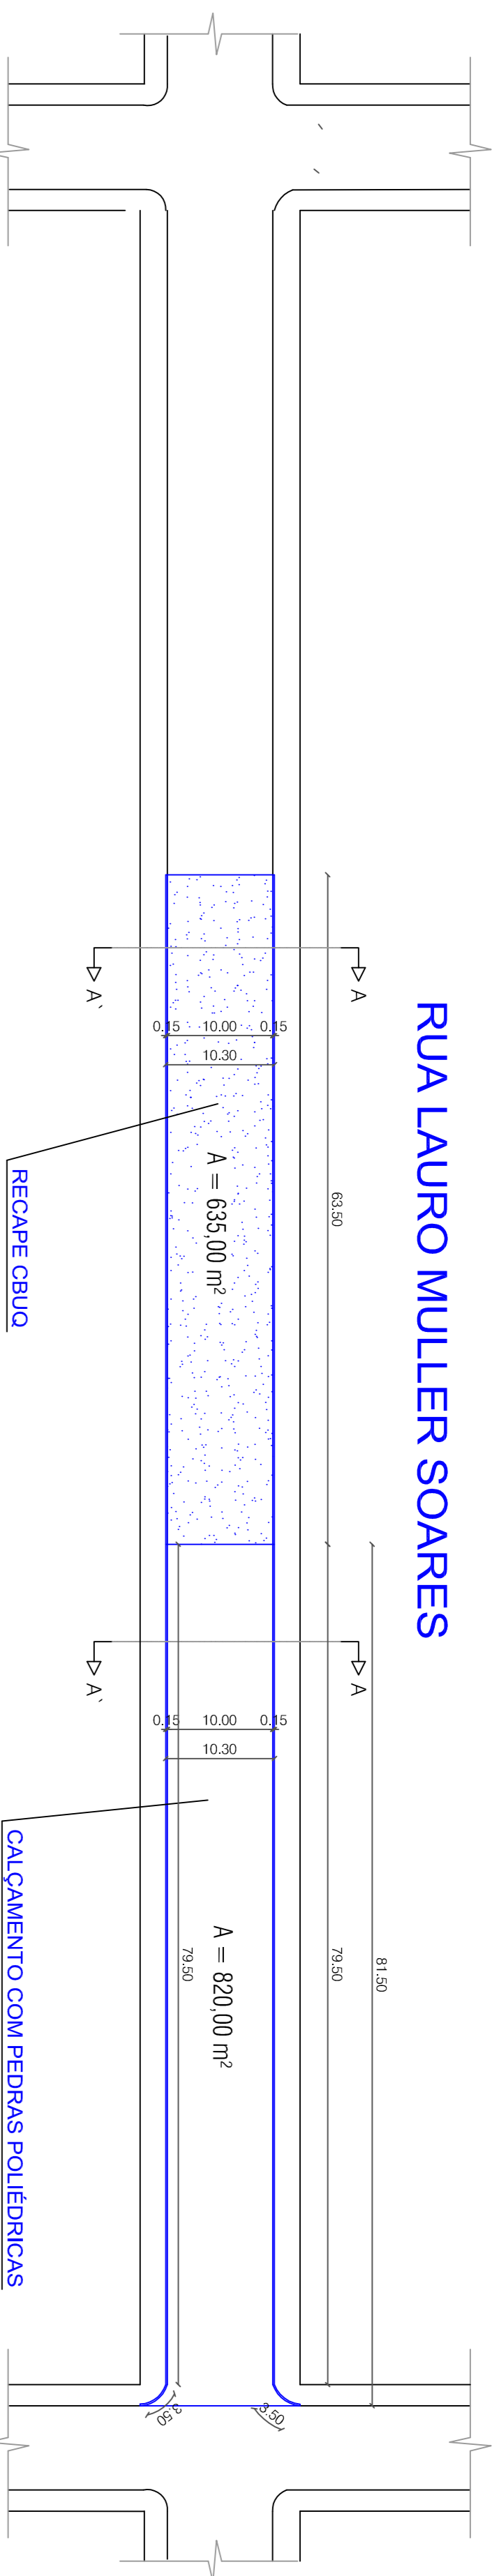 RUA LAURO MULLER SOARES
63.50
79.50
81.50
A
A
A`
A`
0.15
10.00
0.15
10.30
A = 635,00 m²
RECAPE CBUQ
0.15
10.00
0.15
10.30
A = 820,00 m²
79.50
3.50
3.50
CALÇAMENTO COM PEDRAS POLIÉDRICAS